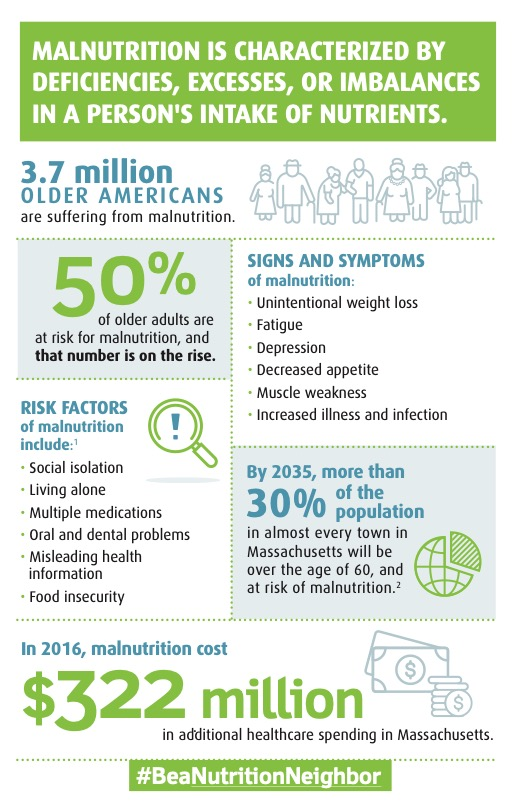 MALNUTRITION IS CHARACTERIZED BY
DEFICIENCIES, EXCESSES, OR IMBALANCES
IN A PERSON'S INTAKE OF NUTRIENTS.
3.7 million
OLDER AMERICANS
are suffering from malnutrition.
50%
of older adults are
at risk for malnutrition, and
that number is on the rise.
SIGNS AND SYMPTOMS
of malnutrition:
• Unintentional weight loss
• Fatigue
• Depression
• Decreased appetite
• Muscle weakness
• Increased illness and infection
RISK FACTORS
of malnutrition
include:¹
!
• Social isolation
• Living alone
• Multiple medications
• Oral and dental problems
• Misleading health
information
• Food insecurity
By 2035, more than
30% of the
population
in almost every town in
Massachusetts will be
over the age of 60, and
at risk of malnutrition.²
In 2016, malnutrition cost
$322 million
in additional healthcare spending in Massachusetts.
$
$
#BeaNutritionNeighbor